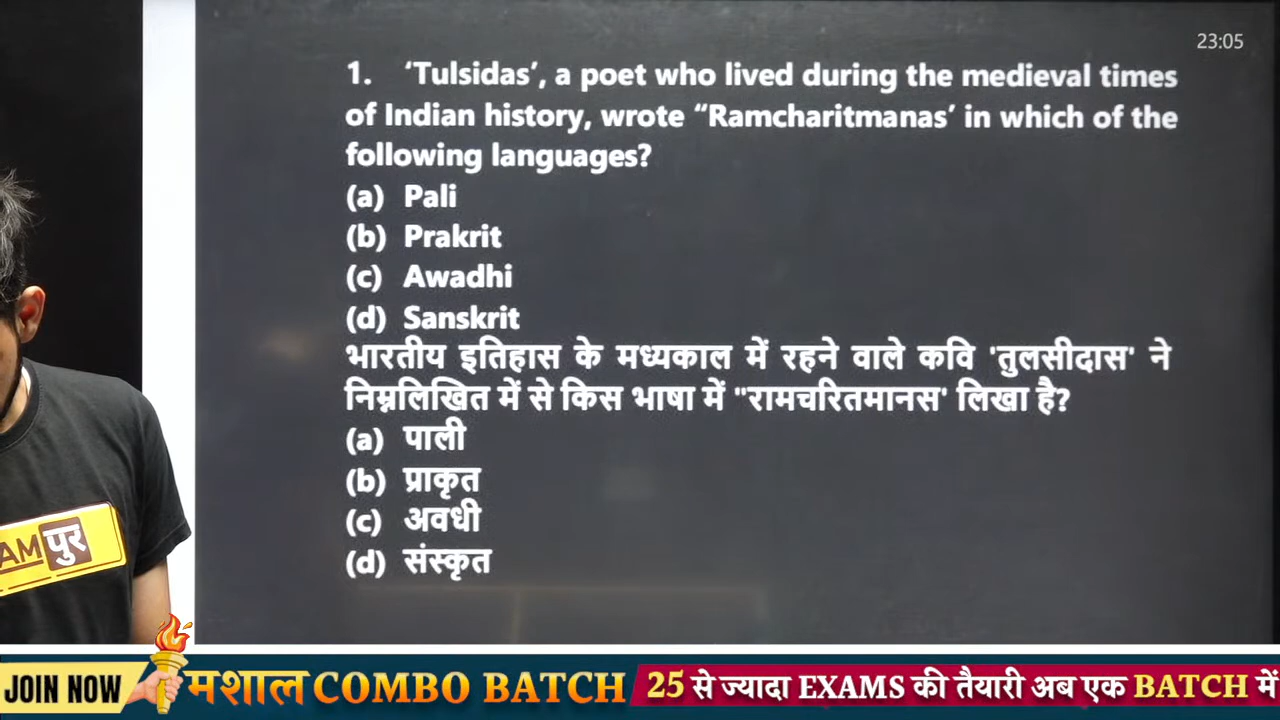 23:05
1. ‘Tulsidas’, a poet who lived during the medieval times
of Indian history, wrote “Ramcharitmanas’ in which of the
following languages?
(a) Pali
(b) Prakrit
(c) Awadhi
(d) Sanskrit
भारतीय इतिहास के मध्यकाल में रहने वाले कवि 'तुलसीदास' ने
निम्नलिखित में से किस भाषा में "रामचरितमानस' लिखा है?
(a) पाली
(b) प्राकृत
(c) अवधी
(d) संस्कृत
AMपुर
JOIN NOW मशाल COMBO BATCH 25 से ज्यादा EXAMS की तैयारी अब एक BATCH में